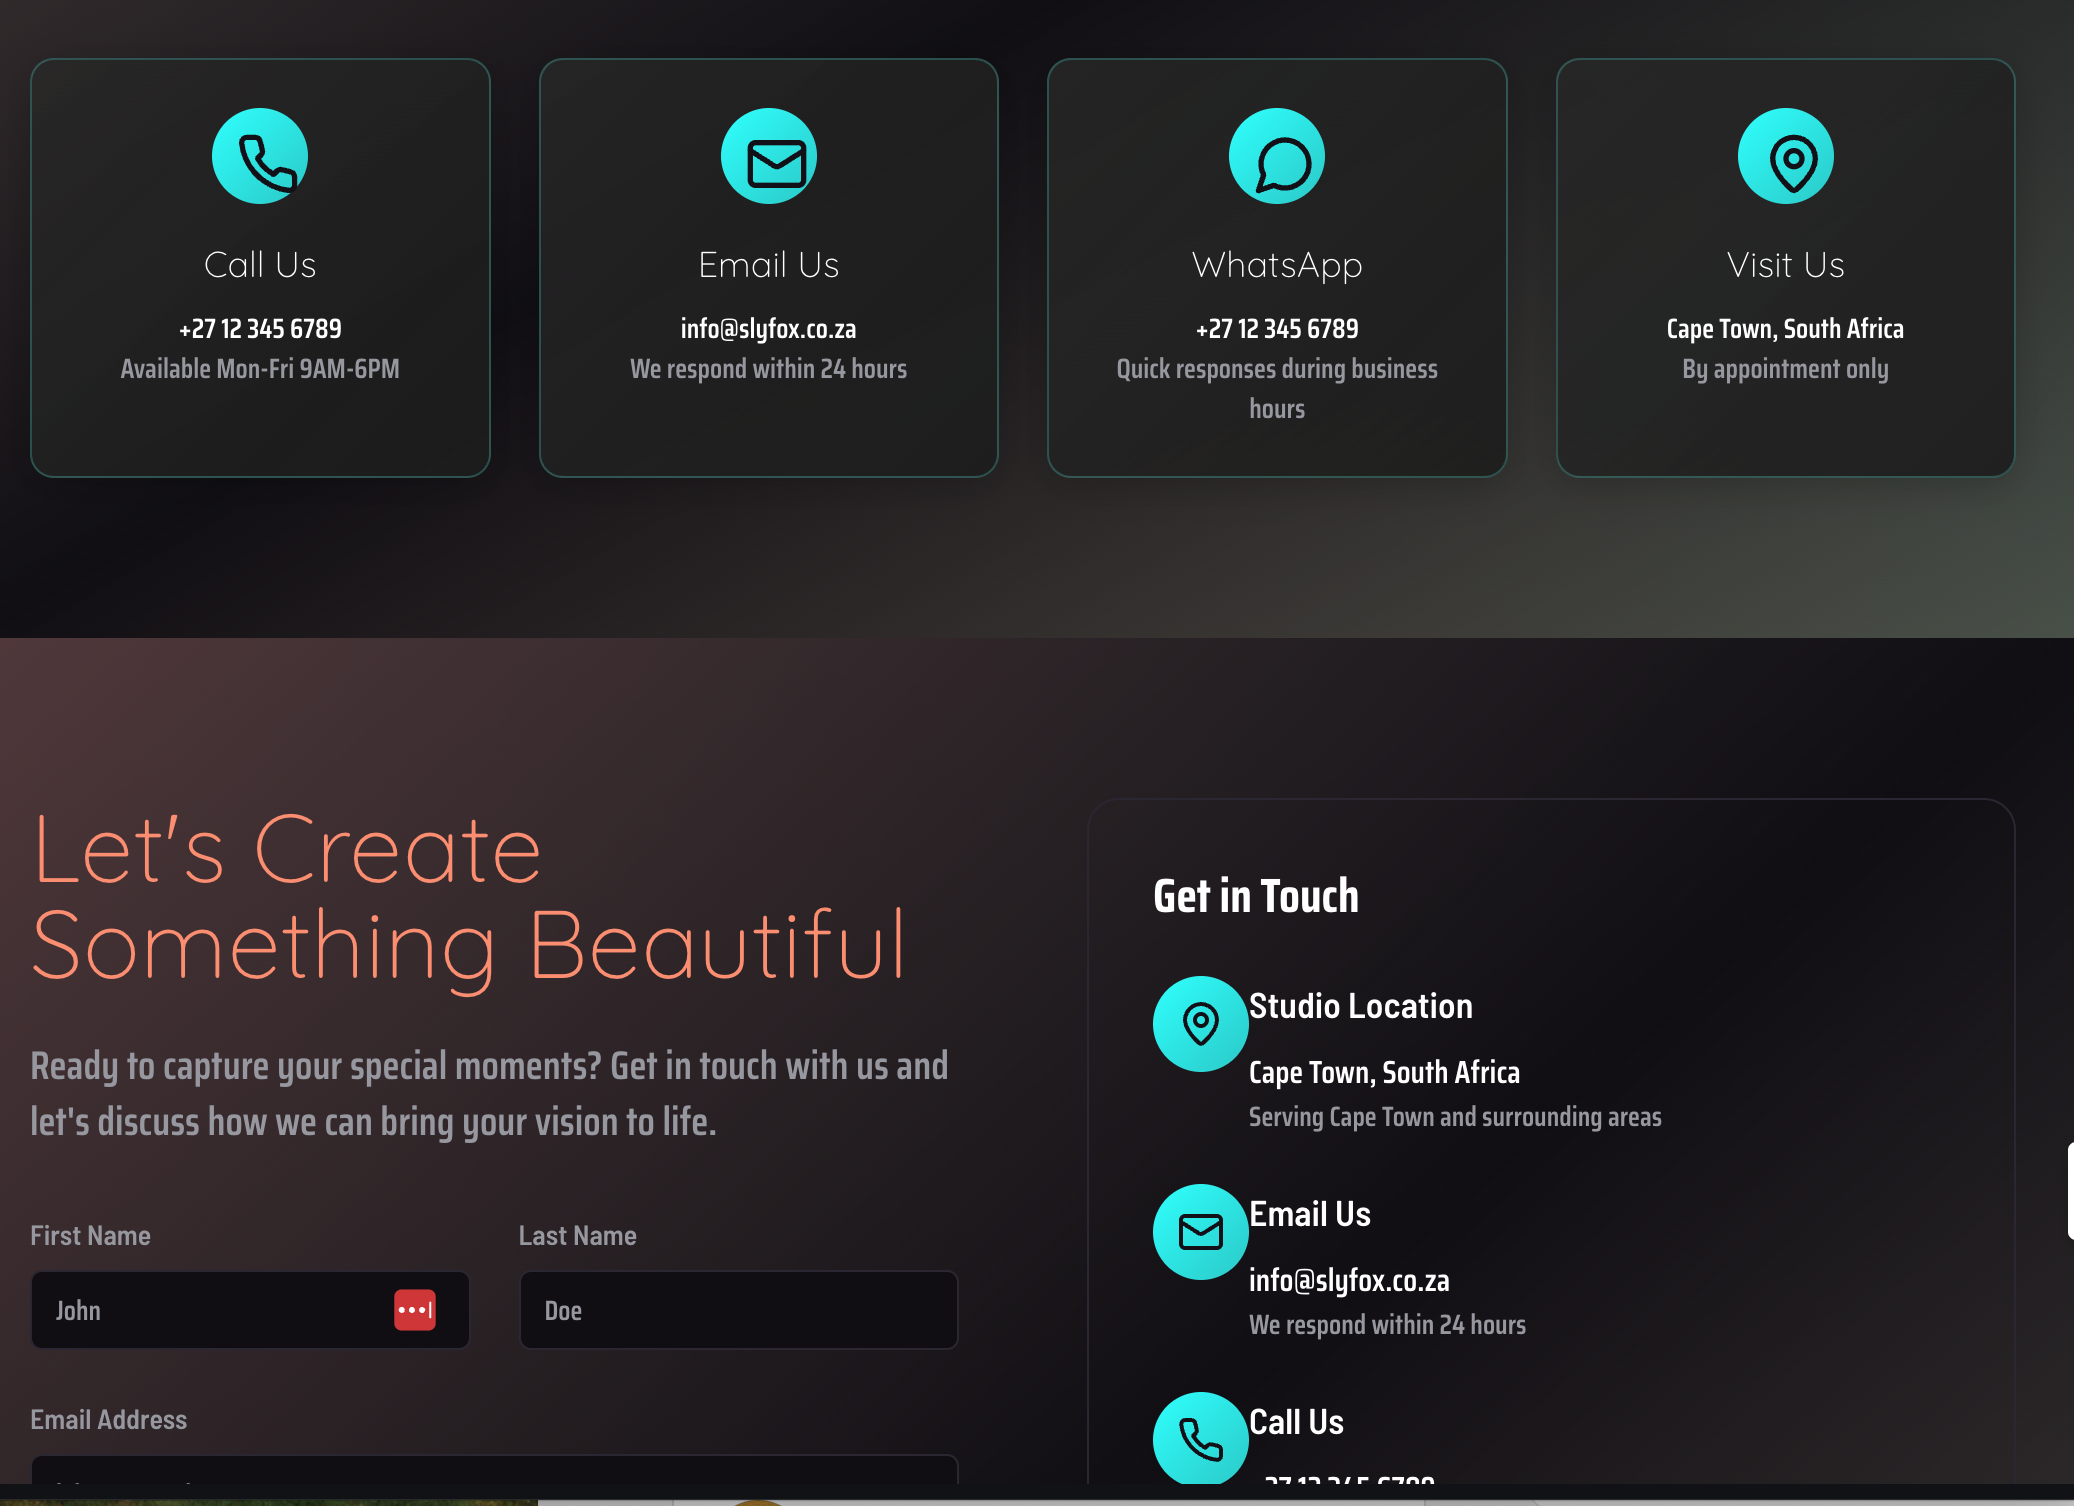 Call Us
+27 12 345 6789
Available Mon-Fri 9AM-6PM
Email Us
info@slyfox.co.za
We respond within 24 hours
WhatsApp
+27 12 345 6789
Quick responses during business
hours
Visit Us
Cape Town, South Africa
By appointment only
Let's Create
Something Beautiful
Ready to capture your special moments? Get in touch with us and
let's discuss how we can bring your vision to life.
First Name
Last Name
John
Doe
Email Address
Get in Touch
Studio Location
Cape Town, South Africa
Serving Cape Town and surrounding areas
Email Us
info@slyfox.co.za
We respond within 24 hours
Call Us